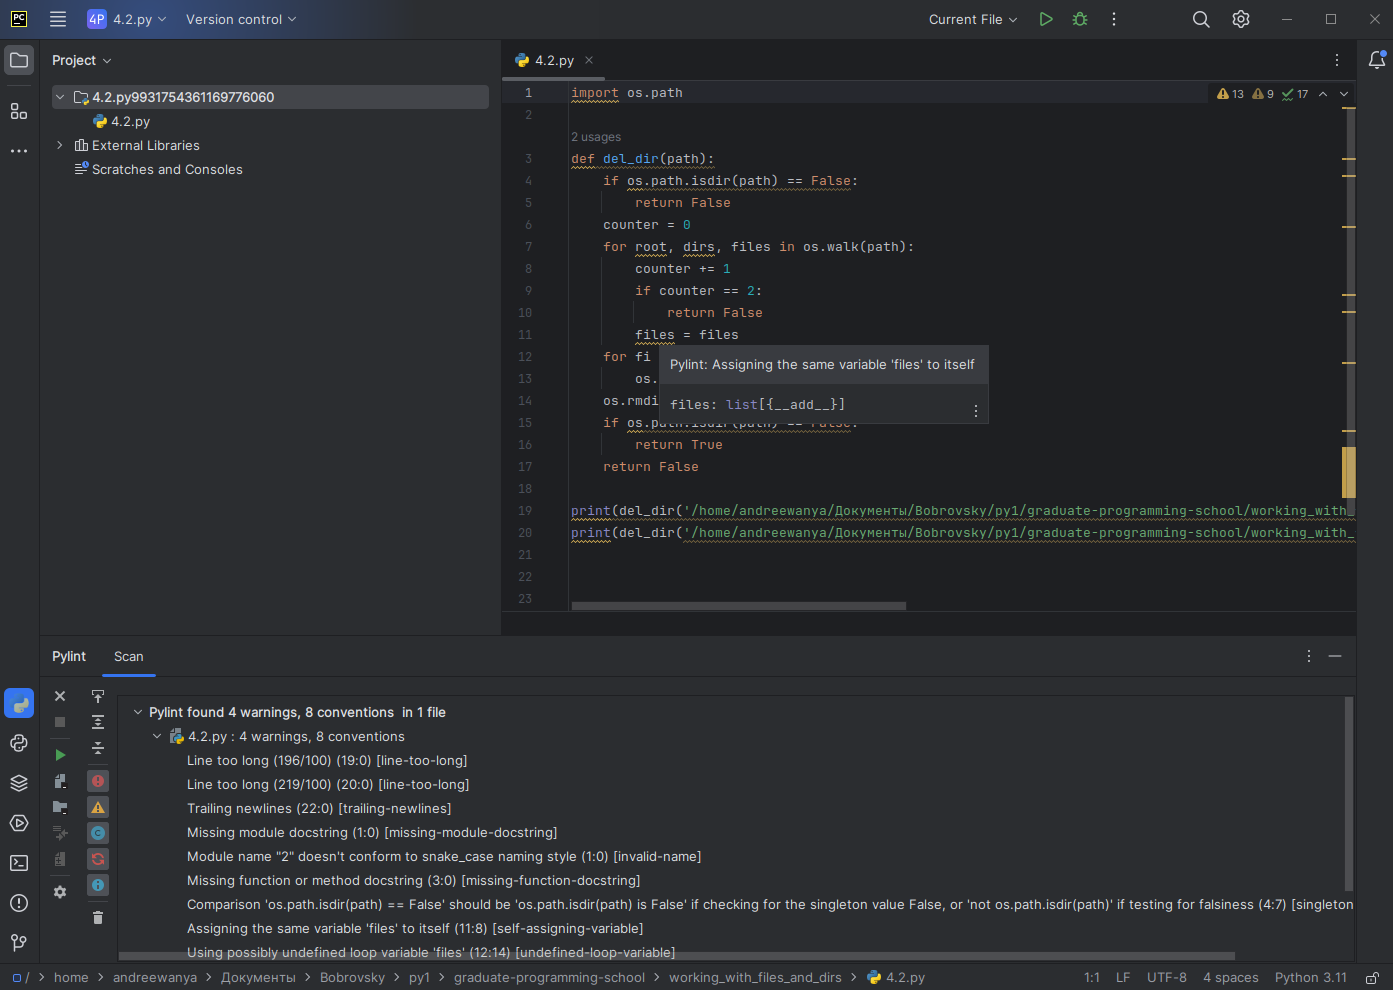 PC
4P 4.2.py Version control Current File
Project
4.2.py9931754361169776060
4.2.py
External Libraries
Scratches and Consoles
4.2.py
13 9 17
1 import os.path
2
2 usages
3 def del_dir(path):
4 if os.path.isdir(path) == False:
5 return False
6 counter = 0
7 for root, dirs, files in os.walk(path):
8 counter += 1
9 if counter == 2:
10 return False
11 files = files
12 for fi
Pylint: Assigning the same variable 'files' to itself
13 os.
14 os.rmdi
files: list[{__add__}]
15 if os.path.isdir(path) == False:
16 return True
17 return False
18
19 print(del_dir('/home/andreewanya/Документы/Bobrovsky/py1/graduate-programming-school/working_with_
20 print(del_dir('/home/andreewanya/Документы/Bobrovsky/py1/graduate-programming-school/working_with_
21
22
23
Pylint Scan
Pylint found 4 warnings, 8 conventions in 1 file
4.2.py : 4 warnings, 8 conventions
Line too long (196/100) (19:0) [line-too-long]
Line too long (219/100) (20:0) [line-too-long]
Trailing newlines (22:0) [trailing-newlines]
Missing module docstring (1:0) [missing-module-docstring]
Module name "2" doesn't conform to snake_case naming style (1:0) [invalid-name]
Missing function or method docstring (3:0) [missing-function-docstring]
Comparison 'os.path.isdir(path) == False' should be 'os.path.isdir(path) is False' if checking for the singleton value False, or 'not os.path.isdir(path)' if testing for falsiness (4:7) [singleton
Assigning the same variable 'files' to itself (11:8) [self-assigning-variable]
Using possibly undefined loop variable 'files' (12:14) [undefined-loop-variable]
/ > home > andreewanya > Документы > Bobrovsky > py1 > graduate-programming-school > working_with_files_and_dirs > 4.2.py 1:1 LF UTF-8 4 spaces Python 3.11